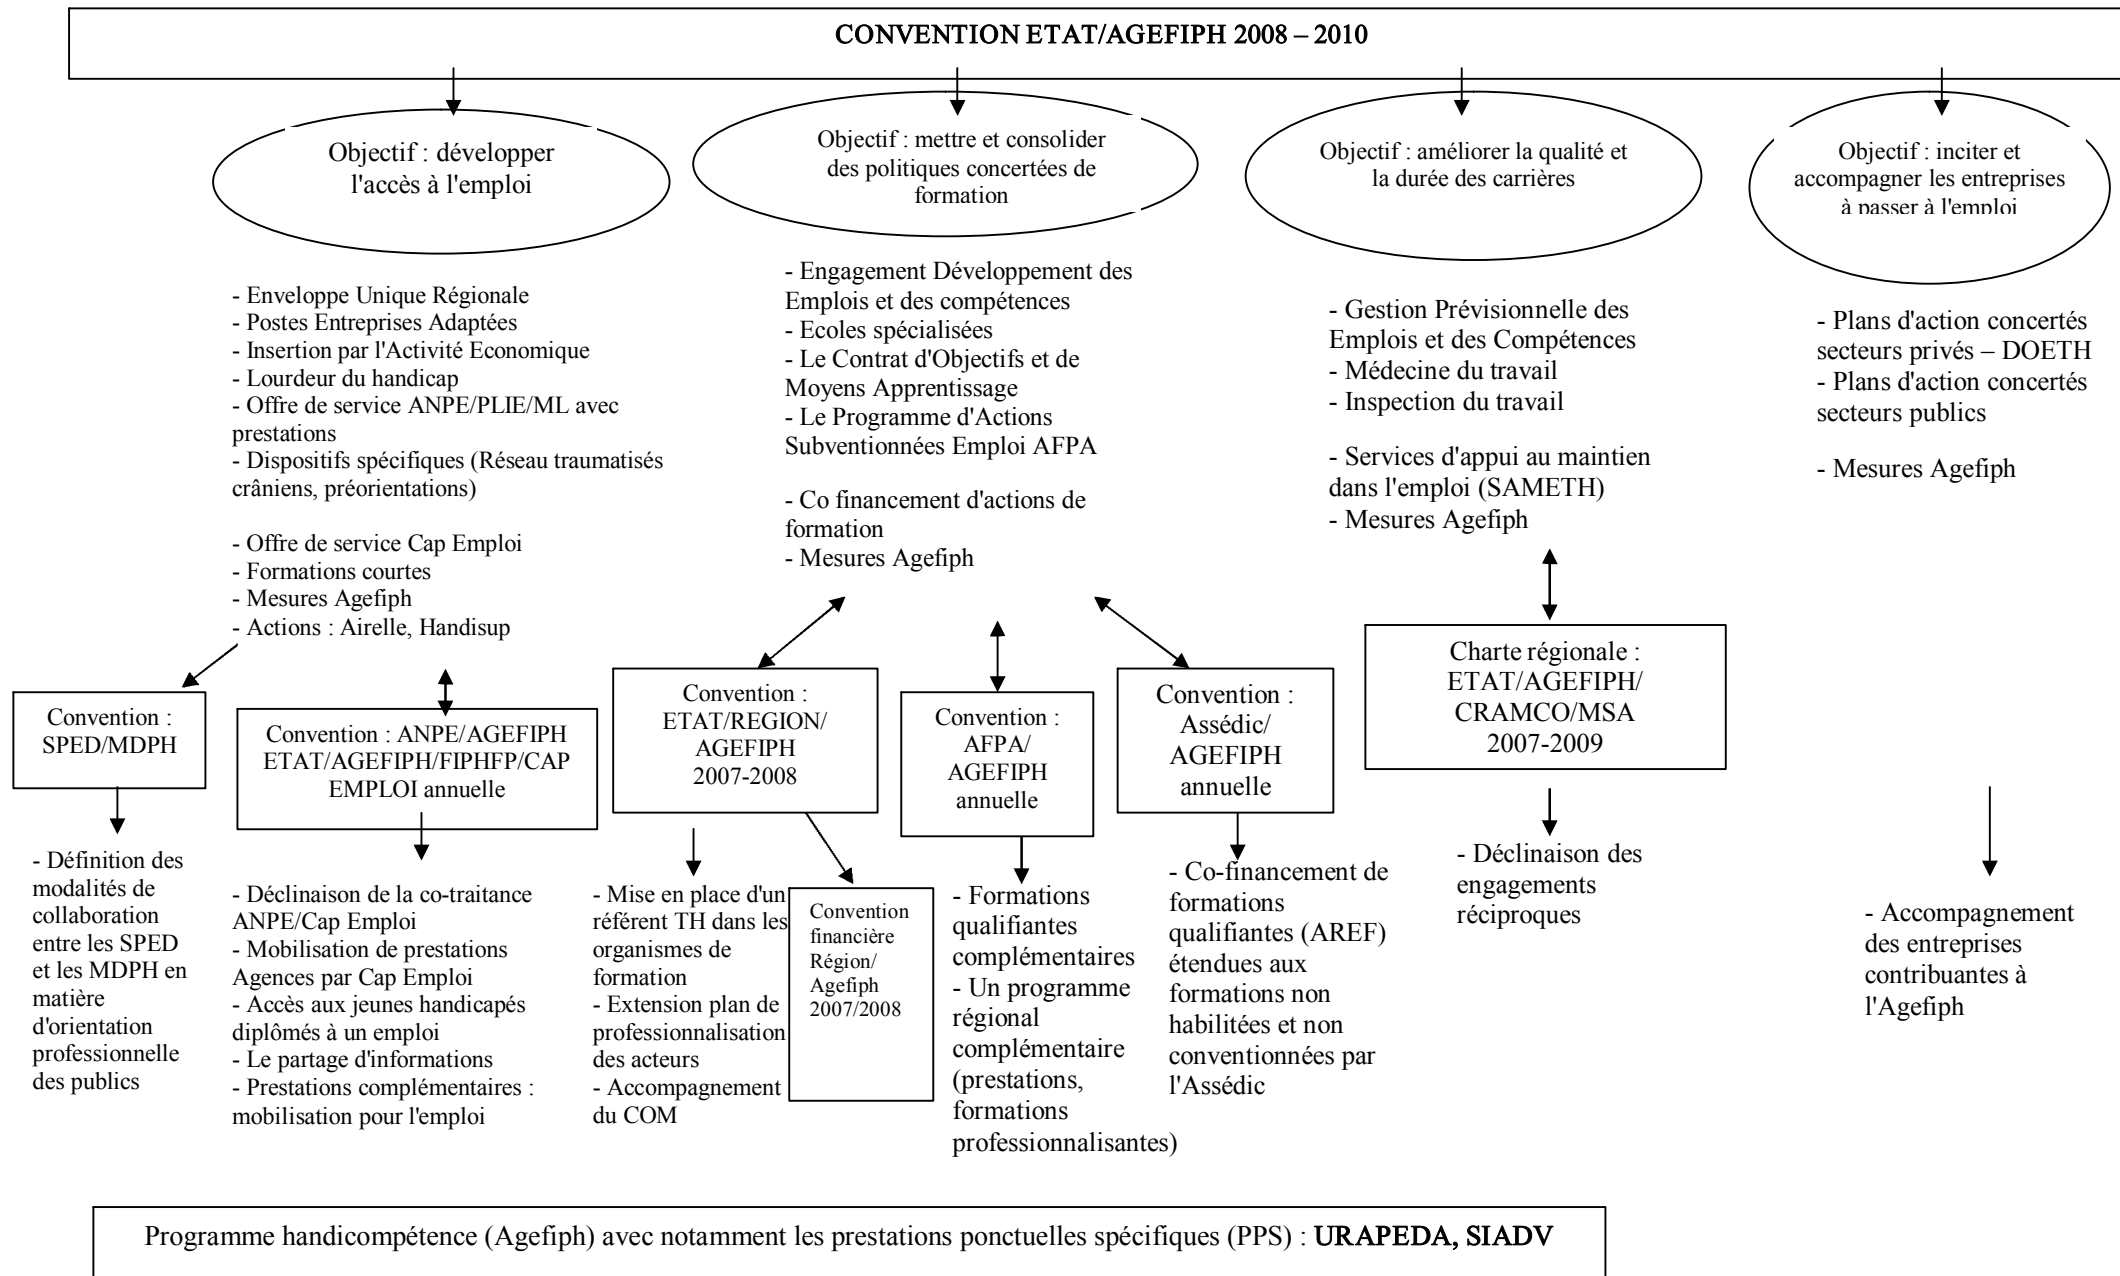 CONVENTION ETAT/AGEFIPH 2008 – 2010
Objectif : développer
l'accès à l'emploi
Objectif : mettre et consolider
des politiques concertées de
formation
Objectif : améliorer la qualité et
la durée des carrières
Objectif : inciter et
accompagner les entreprises
à passer à l'emploi
- Enveloppe Unique Régionale
- Postes Entreprises Adaptées
- Insertion par l'Activité Economique
- Lourdeur du handicap
- Offre de service ANPE/PLIE/ML avec
prestations
- Dispositifs spécifiques (Réseau traumatisés
crâniens, préorientations)
- Offre de service Cap Emploi
- Formations courtes
- Mesures Agefiph
- Actions : Airelle, Handisup
- Engagement Développement des
Emplois et des compétences
- Ecoles spécialisées
- Le Contrat d'Objectifs et de
Moyens Apprentissage
- Le Programme d'Actions
Subventionnées Emploi AFPA
- Co financement d'actions de
formation
- Mesures Agefiph
- Gestion Prévisionnelle des
Emplois et des Compétences
- Médecine du travail
- Inspection du travail
- Services d'appui au maintien
dans l'emploi (SAMETH)
- Mesures Agefiph
- Plans d'action concertés
secteurs privés – DOETH
- Plans d'action concertés
secteurs publics
- Mesures Agefiph
Convention :
SPED/MDPH
Convention : ANPE/AGEFIPH
ETAT/AGEFIPH/FIPHFP/CAP
EMPLOI annuelle
Convention :
ETAT/REGION/
AGEFIPH
2007-2008
Convention :
AFPA/
AGEFIPH
annuelle
Convention :
Assédic/
AGEFIPH
annuelle
Charte régionale :
ETAT/AGEFIPH/
CRAMCO/MSA
2007-2009
- Définition des
modalités de
collaboration
entre les SPED
et les MDPH en
matière
d'orientation
professionnelle
des publics
- Déclinaison de la co-traitance
ANPE/Cap Emploi
- Mobilisation de prestations
Agences par Cap Emploi
- Accès aux jeunes handicapés
diplômés à un emploi
- Le partage d'informations
- Prestations complémentaires :
mobilisation pour l'emploi
- Mise en place d'un
référent TH dans les
organismes de
formation
- Extension plan de
professionnalisation
des acteurs
- Accompagnement
du COM
Convention
financière
Région/
Agefiph
2007/2008
- Formations
qualifiantes
complémentaires
- Un programme
régional
complémentaire
(prestations,
formations
professionnalisantes)
- Co-financement de
formations
qualifiantes (AREF)
étendues aux
formations non
habilitées et non
conventionnées par
l'Assédic
- Déclinaison des
engagements
réciproques
- Accompagnement
des entreprises
contribuantes à
l'Agefiph
Programme handicompétence (Agefiph) avec notamment les prestations ponctuelles spécifiques (PPS) : URAPEDA, SIADV